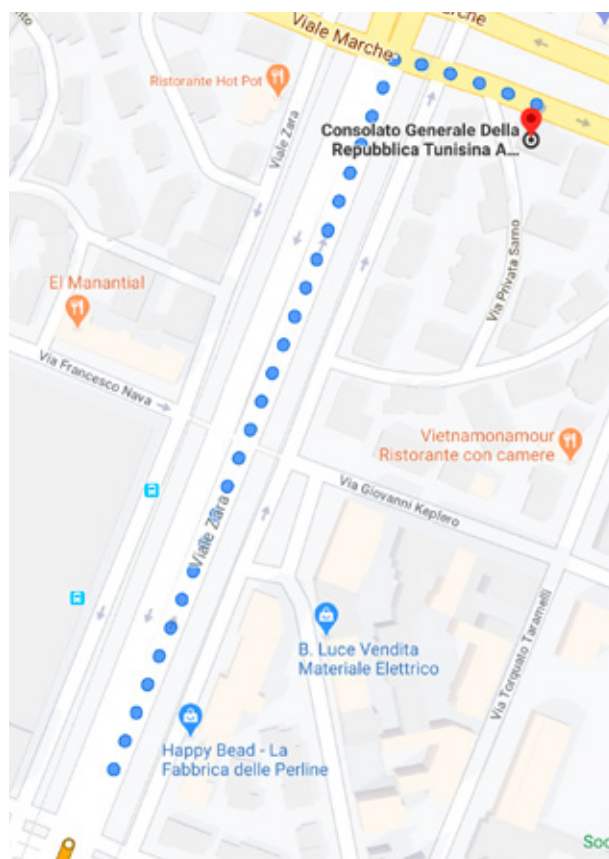 Viale Marche
arche
Ristorante Hot Pot
Viale Zara
Consolato Generale Della
Repubblica Tunisina A...
Via Privata Sarno
El Manantial
Via Francesco Nava
Vietnamonamour
Ristorante con camere
Via Giovanni Keplero
Viale Zara
B. Luce Vendita
Materiale Elettrico
Via Torquato Taramelli
Happy Bead - La
Fabbrica delle Perline
Soc